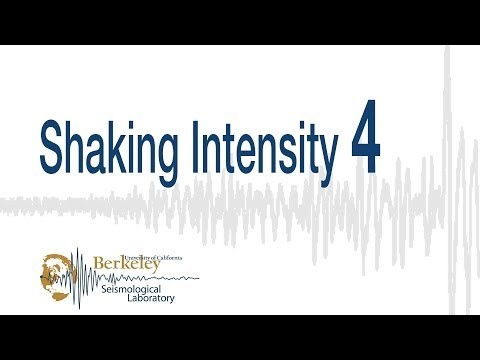 Shaking Intensity 4
University of California
Berkeley
Seismological
Laboratory